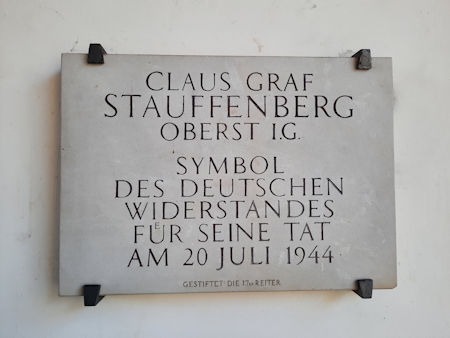 CLAUS GRAF
STAUFFENBERG
OBERST I.G.
SYMBOL
DES DEUTSCHEN
WIDERSTANDES
FÜR SEINE TAT
AM 20 JULI 1944
GESTIFTET: DIE 17er REITER